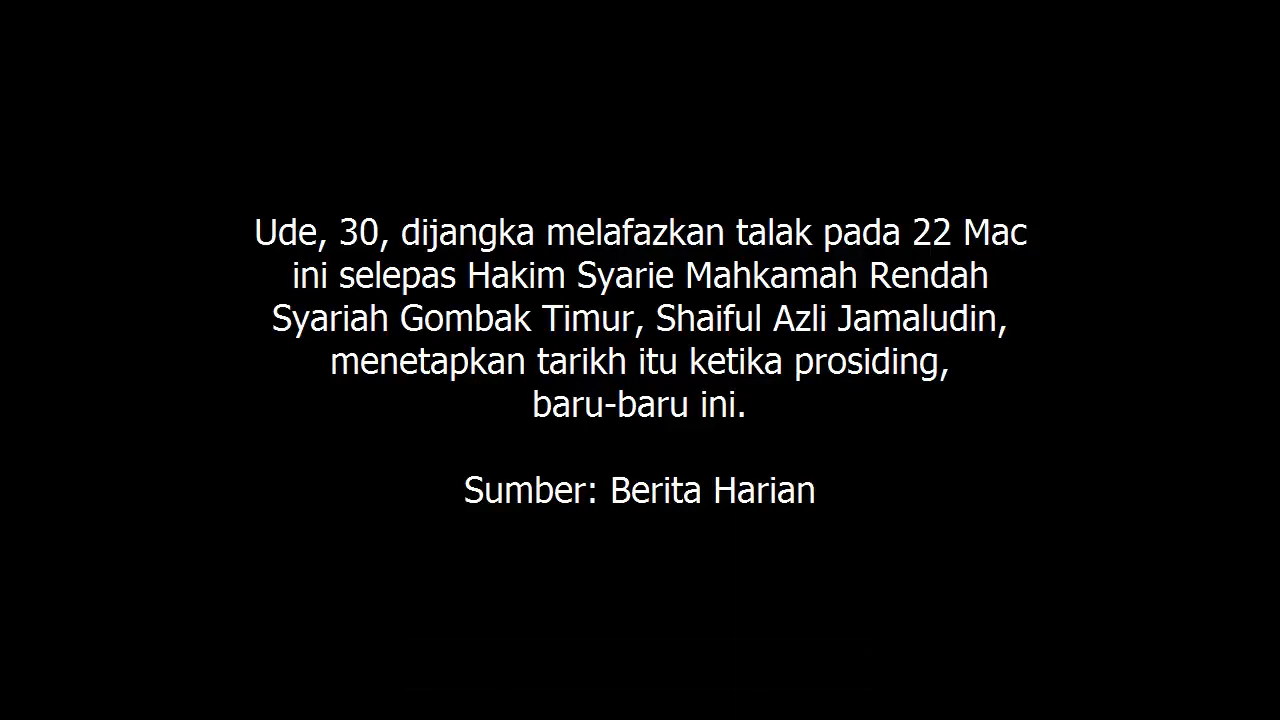 Ude, 30, dijangka melafazkan talak pada 22 Mac
ini selepas Hakim Syarie Mahkamah Rendah
Syariah Gombak Timur, Shaiful Azli Jamaludin,
menetapkan tarikh itu ketika prosiding,
baru-baru ini.
Sumber: Berita Harian